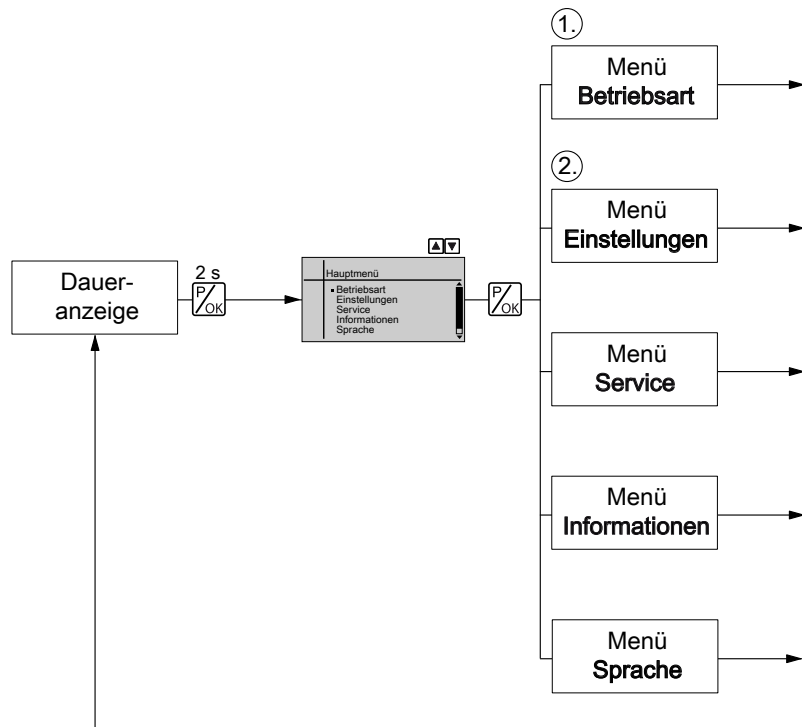 1.
Menü
Betriebsart
2.
Menü
Einstellungen
Dauer-
anzeige
2 s
P/OK
Hauptmenü
Betriebsart
Einstellungen
Service
Informationen
Sprache
P/OK
Menü
Service
Menü
Informationen
Menü
Sprache